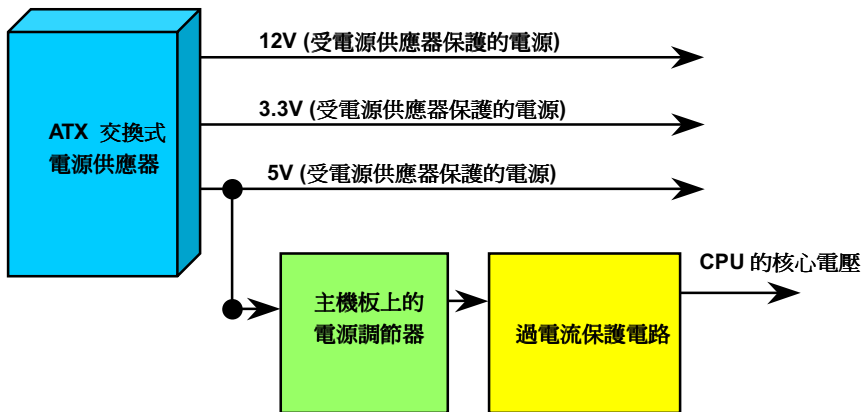 12V (受電源供應器保護的電源)
3.3V (受電源供應器保護的電源)
ATX 交換式
電源供應器
5V (受電源供應器保護的電源)
CPU 的核心電壓
主機板上的
電源調節器
過電流保護電路